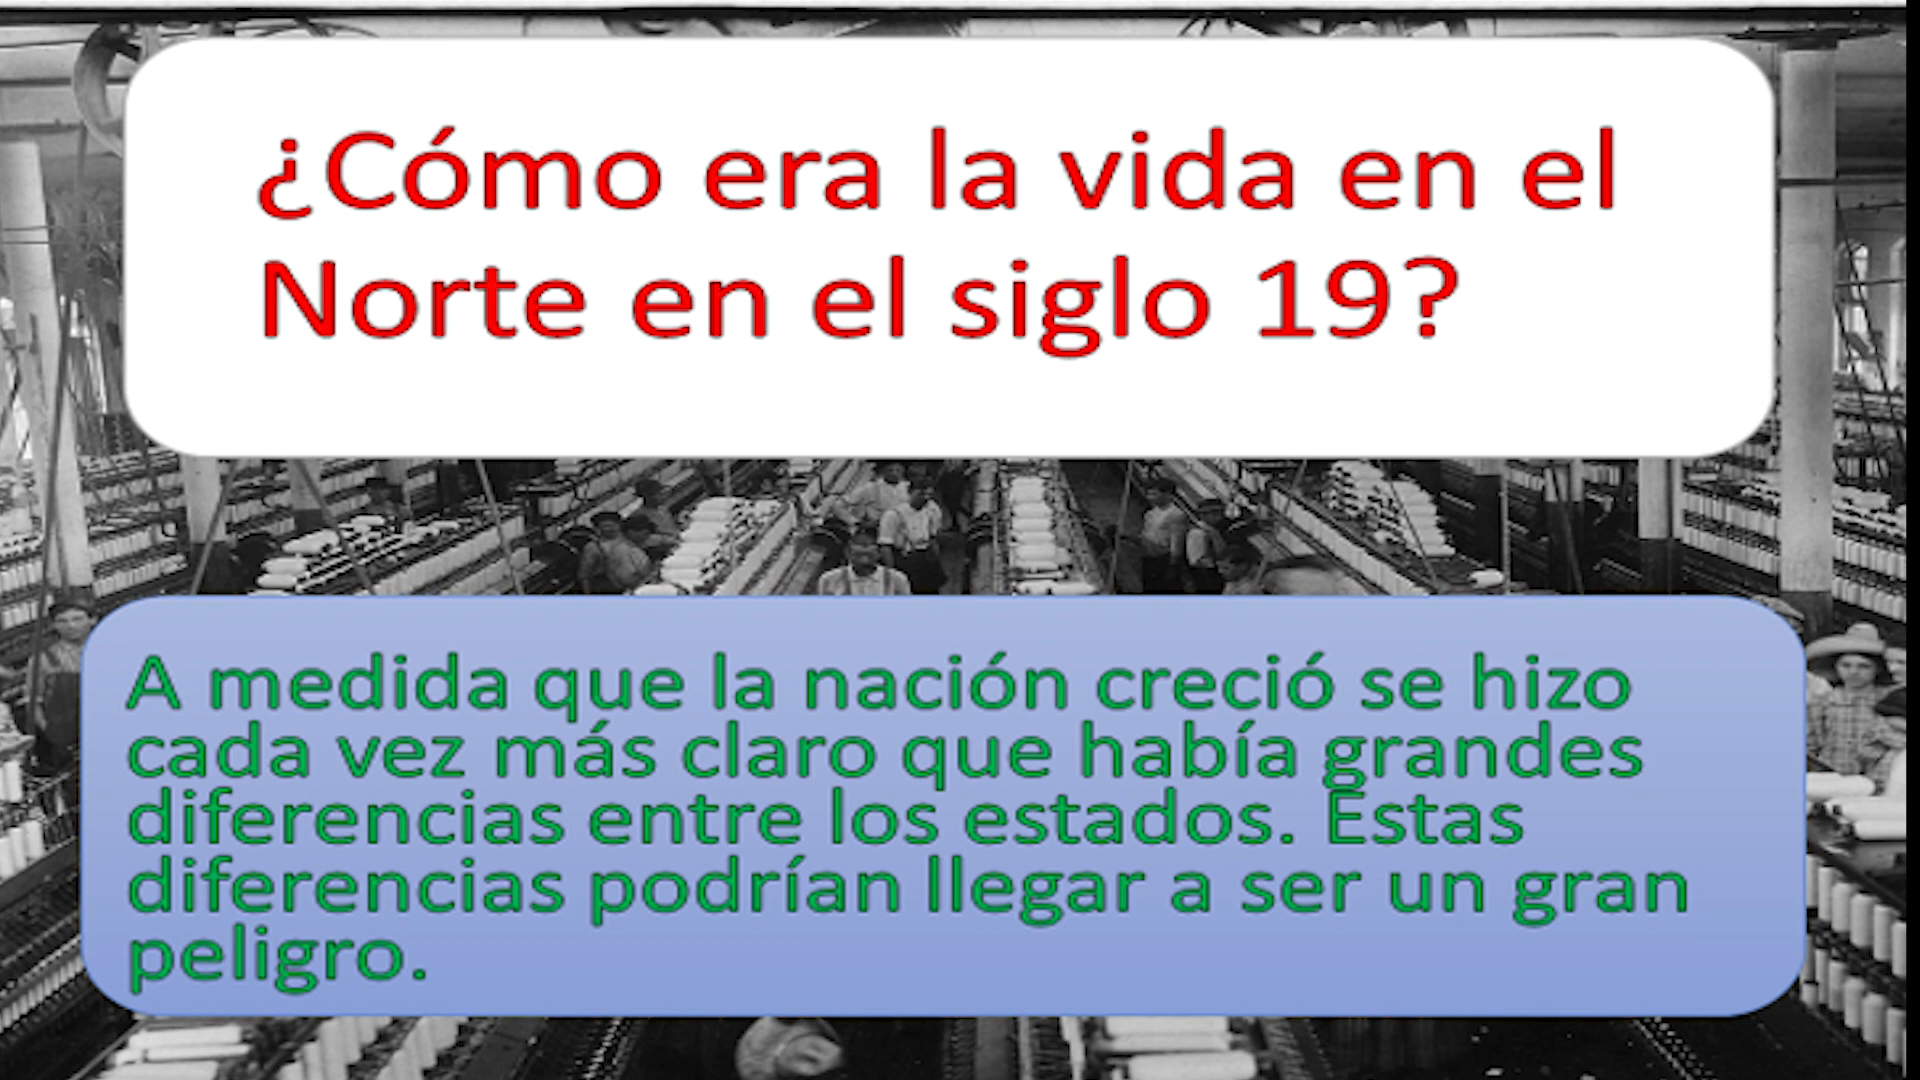 ¿Cómo era la vida en el
Norte en el siglo 19?
A medida que la nación creció se hizo
cada vez más claro que había grandes
diferencias entre los estados. Estas
diferencias podrían llegar a ser un gran
peligro.